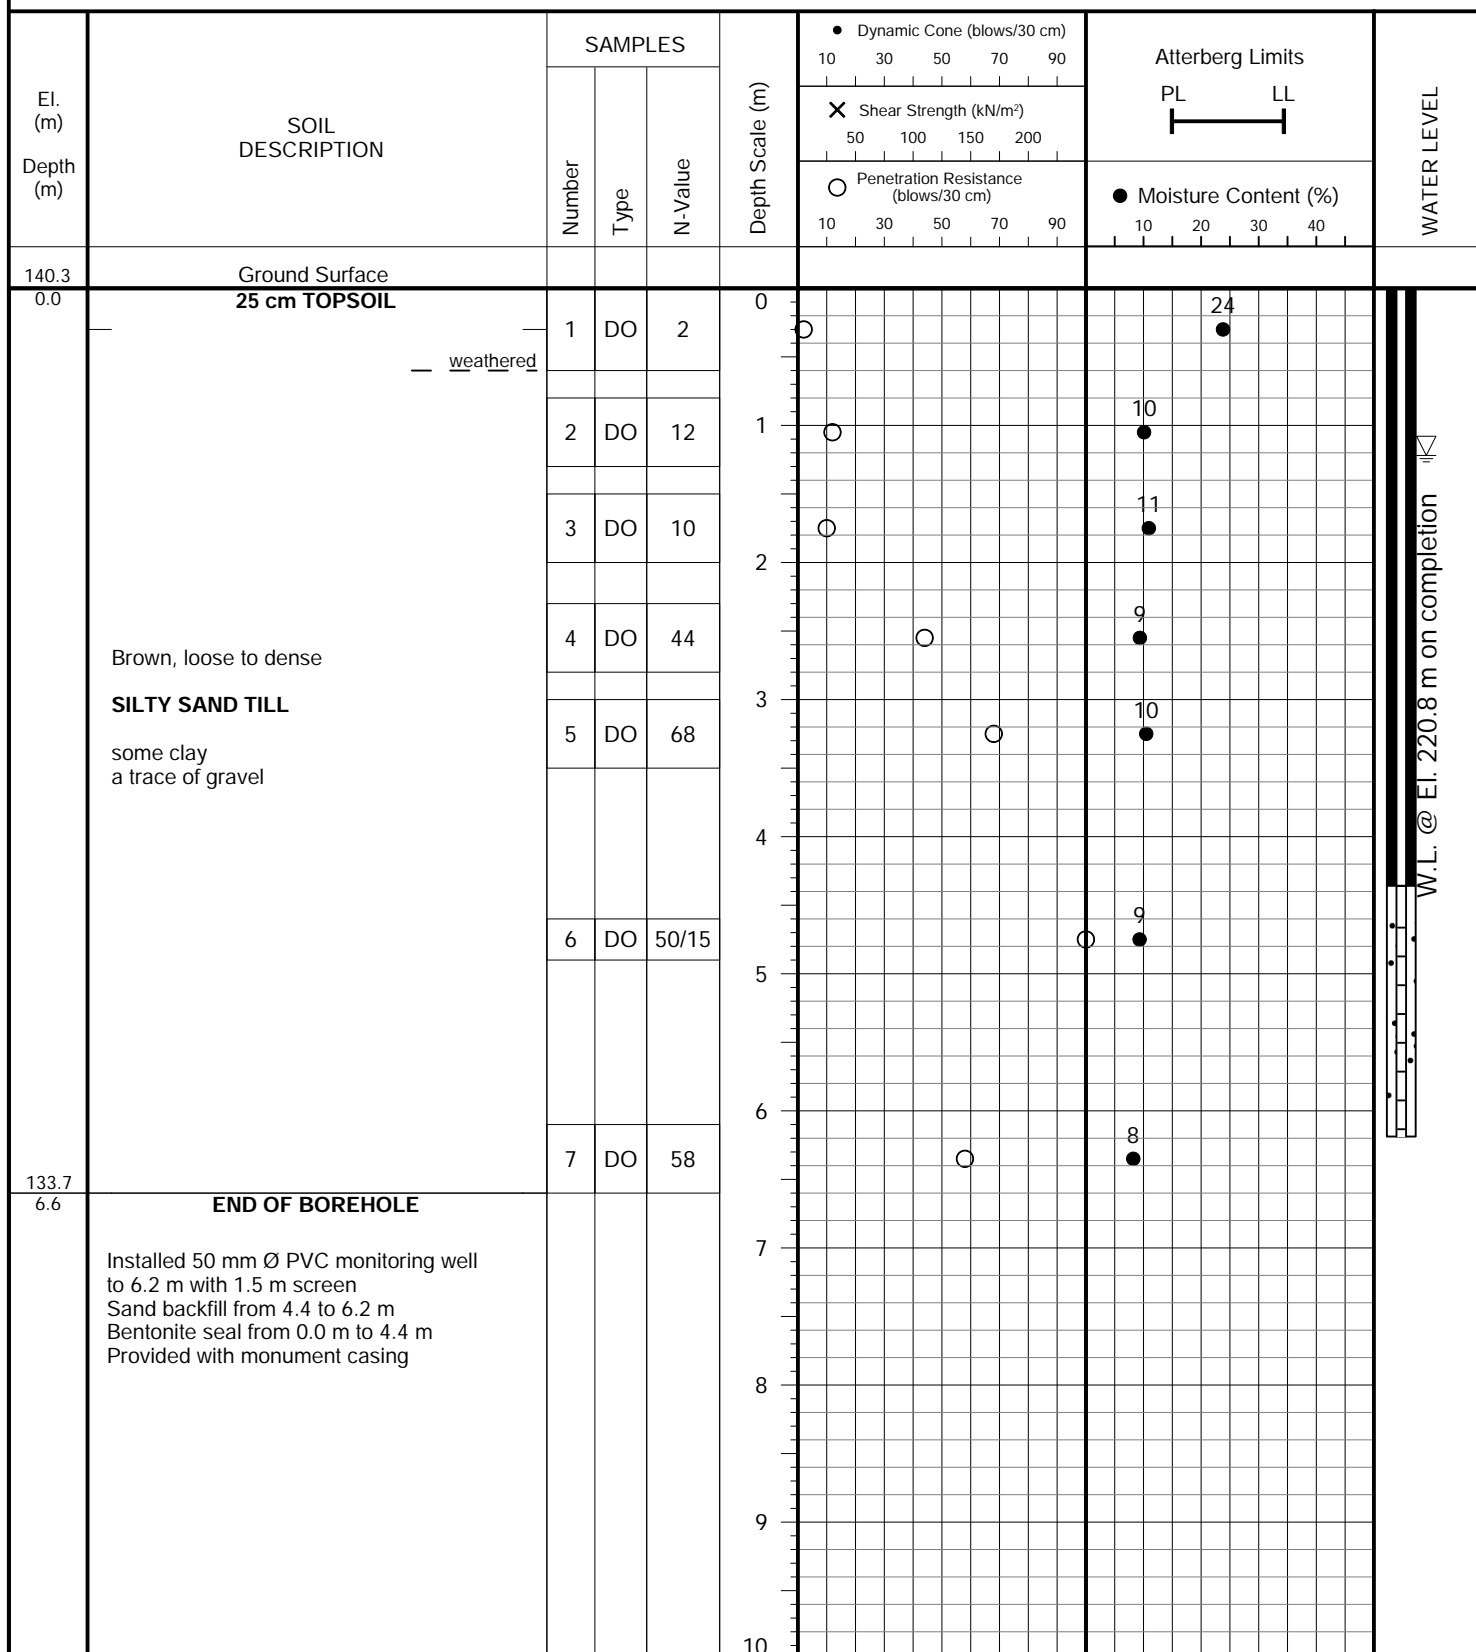 El.
(m)
Depth
(m)
SOIL
DESCRIPTION
SAMPLES
Number
Type
N-Value
Depth Scale (m)
Dynamic Cone (blows/30 cm)
10 30 50 70 90
Shear Strength (kN/m²)
50 100 150 200
Penetration Resistance
(blows/30 cm)
10 30 50 70 90
Atterberg Limits
PL LL
Moisture Content (%)
10 20 30 40
WATER LEVEL
140.3 Ground Surface
0.0 25 cm TOPSOIL 0
24
1 DO 2
weathered
10
1
2 DO 12
11
3 DO 10
2
9
4 DO 44
Brown, loose to dense
SILTY SAND TILL
3
10
5 DO 68
some clay
a trace of gravel
W.L. @ El. 220.8 m on completion
4
9
6 DO 50/15
5
6
8
7 DO 58
133.7
6.6 END OF BOREHOLE
7
Installed 50 mm Ø PVC monitoring well
to 6.2 m with 1.5 m screen
Sand backfill from 4.4 to 6.2 m
Bentonite seal from 0.0 m to 4.4 m
Provided with monument casing
8
9
10